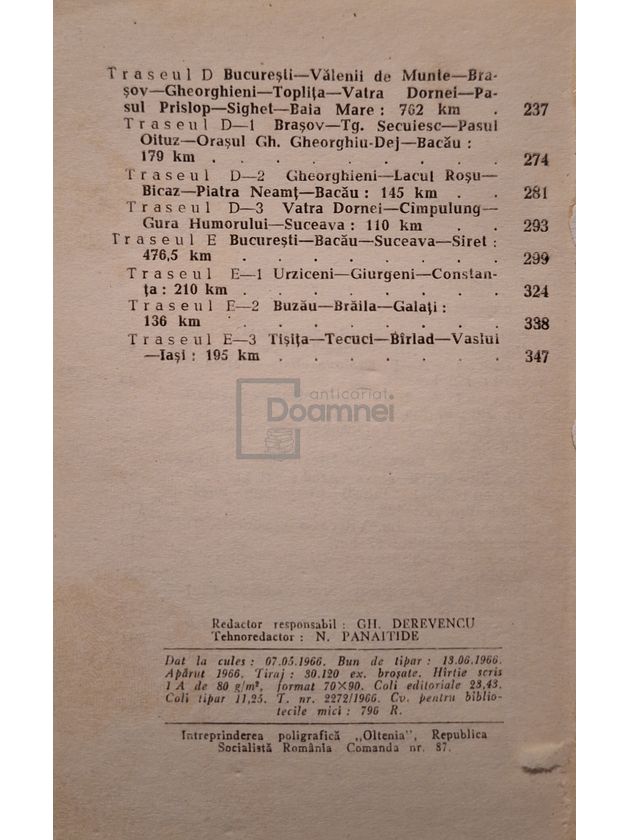 Traseul D București—Vălenii de Munte—Bra-
șov—Gheorghieni—Toplița—Vatra Dornei—Pa-
sul Prislop—Sighet—Baia Mare : 762 km . 237
Traseul D—1 Brașov—Tg. Secuiesc—Pasul
Oituz—Orașul Gh. Gheorghiu-Dej—Bacău :
179 km . . . . . . . . 274
Traseul D—2 Gheorghieni—Lacul Roșu—
Bicaz—Piatra Neamț—Bacău : 145 km . . 281
Traseul D—3 Vatra Dornei—Cîmpulung—
Gura Humorului—Suceava : 110 km . . 293
Traseul E București—Bacău—Suceava—Siret :
476,5 km . . . . . . . 299
Traseul E—1 Urziceni—Giurgeni—Constan-
ța : 210 km . . . . . . . 324
Traseul E—2 Buzău—Brăila—Galați :
136 km . . . . . . . . 338
Traseul E—3 Tișița—Tecuci—Bîrlad—Vaslui
—Iași : 195 km . . . . . . 347
anticariat
Doamnei
Redactor responsabil : GH. DEREVENCU
Tehnoredactor : N. PANAITIDE
Dat la cules : 07.05.1966. Bun de tipar : 13.06.1966.
Apărut 1966. Tiraj : 30.120 ex. broșate. Hîrtie scris
I A de 80 g/m², format 70×90. Coli editoriale 23,43.
Coli tipar 11,25. T. nr. 2272/1966. Cv. pentru biblio-
tecile mici : 796 R.
Intreprinderea poligrafică „Oltenia", Republica
Socialistă România Comanda nr. 87.